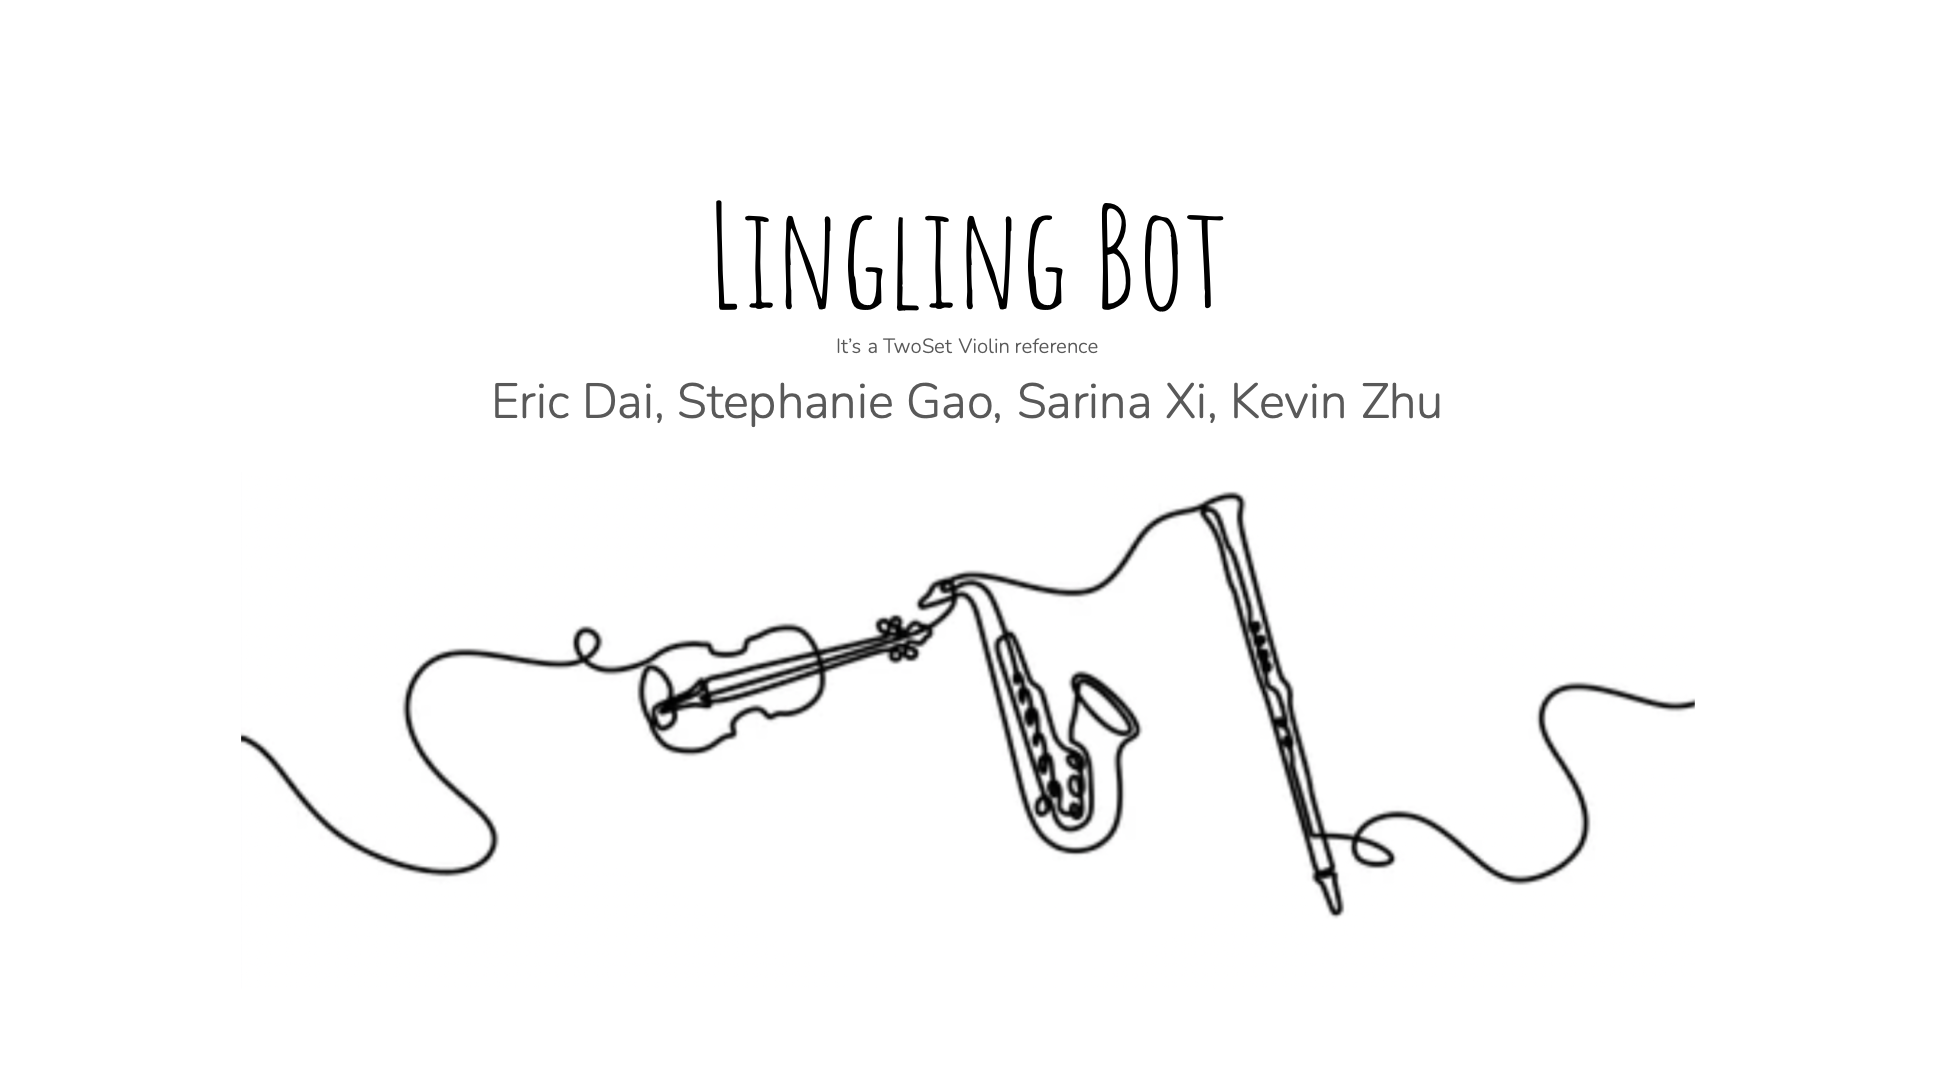 Lingling Bot
It’s a TwoSet Violin reference
Eric Dai, Stephanie Gao, Sarina Xi, Kevin Zhu